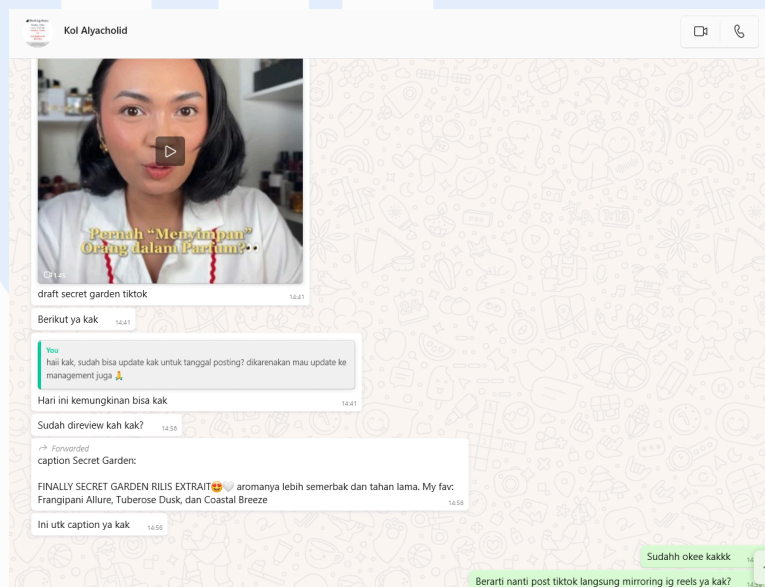 Kol Alyacholid
Pernah "Menyimpan"
Orang dalam Parfum?👀
1:43
draft secret garden tiktok
14:41
Berikut ya kak
14:41
You
haii kak, sudah bisa update kak untuk tanggal posting? dikarenakan mau update ke
management juga 🙏
Hari ini kemungkinan bisa kak
14:41
Sudah direview kah kak?
14:56
Forwarded
caption Secret Garden:
FINALLY SECRET GARDEN RILIS EXTRAIT😍🤍 aromanya lebih semerbak dan tahan lama. My fav:
Frangipani Allure, Tuberose Dusk, dan Coastal Breeze
14:56
Ini utk caption ya kak
14:56
Sudahh okee kakkk
Berarti nanti post tiktok langsung mirroring ig reels ya kak?